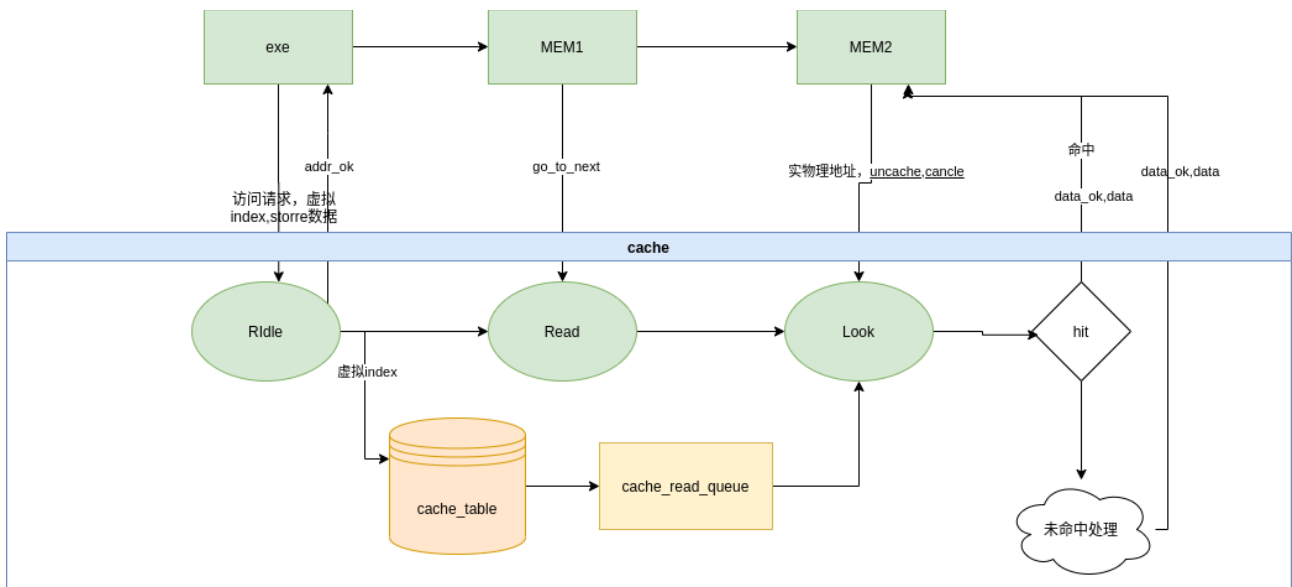 exe
MEM1
MEM2
addr_ok
go_to_next
命中
访问请求，虚拟
index,storre数据
实物理地址，uncache,cancle
data_ok,data
data_ok,data
cache
RIdle
Read
Look
hit
虚拟index
cache_table
cache_read_queue
未命中处理